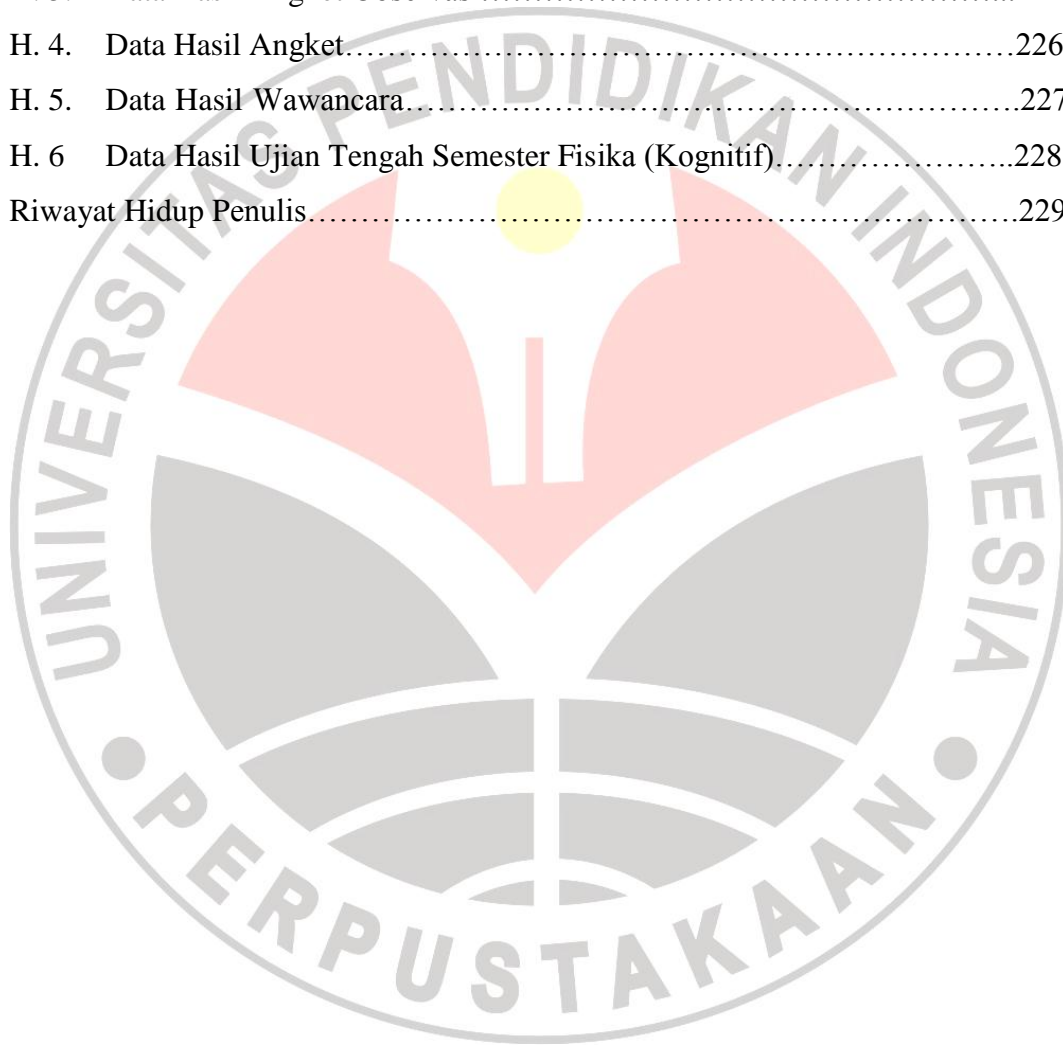 H. 4. Data Hasil Angket……………………………………………………………226
H. 5. Data Hasil Wawancara………………………………………………………227
H. 6 Data Hasil Ujian Tengah Semester Fisika (Kognitif)……………………..228
Riwayat Hidup Penulis…………………………………………………………………229
UNIVERSITAS PENDIDIKAN INDONESIA
PERPUSTAKAAN